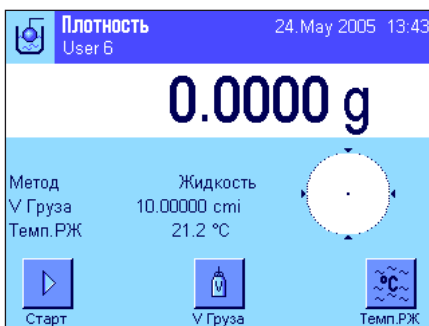 Плотность 24.May 2005 13:43
User 6
0.0000 g
Метод Жидкость
V Груза 10.00000 cmi
Темп.РЖ 21.2 °C
V °C
Старт V Груза Темп.РЖ